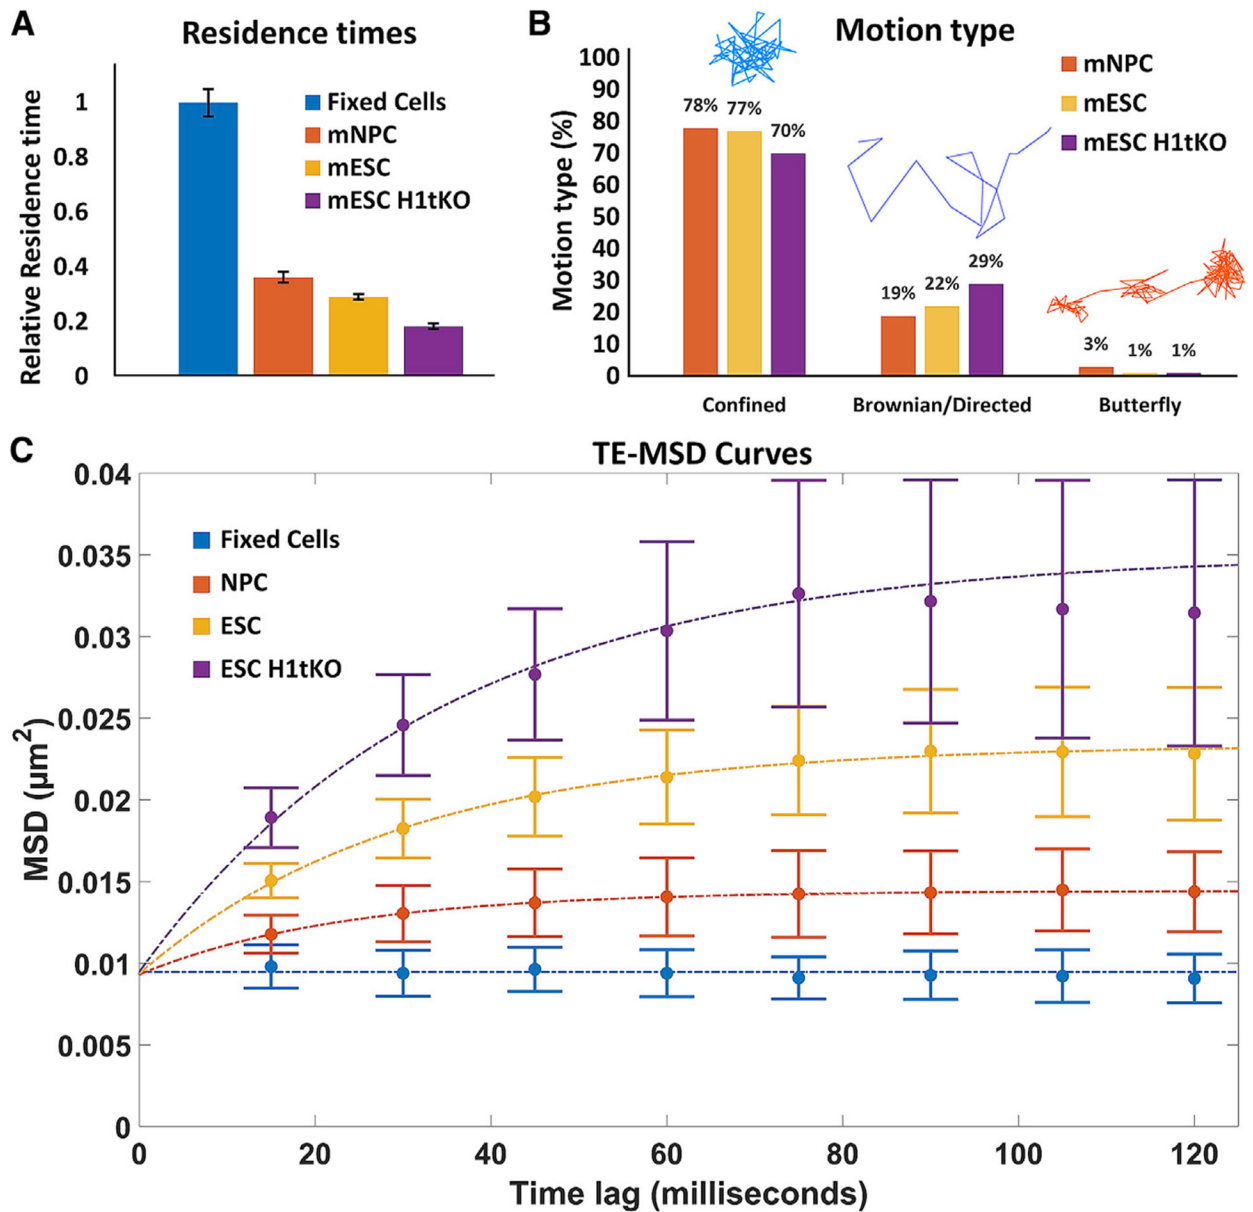 A
Residence times
Relative Residence time
1
0.8
0.6
0.4
0.2
0
Fixed Cells
mNPC
mESC
mESC H1tKO
B
Motion type
Motion type (%)
100
90
80
70
60
50
40
30
20
10
0
mNPC
mESC
mESC H1tKO
78% 77% 70%
19% 22% 29%
3% 1% 1%
Confined Brownian/Directed Butterfly
C
TE-MSD Curves
MSD (µm²)
0.04
0.035
0.03
0.025
0.02
0.015
0.01
0.005
0
Fixed Cells
NPC
ESC
ESC H1tKO
0 20 40 60 80 100 120
Time lag (milliseconds)